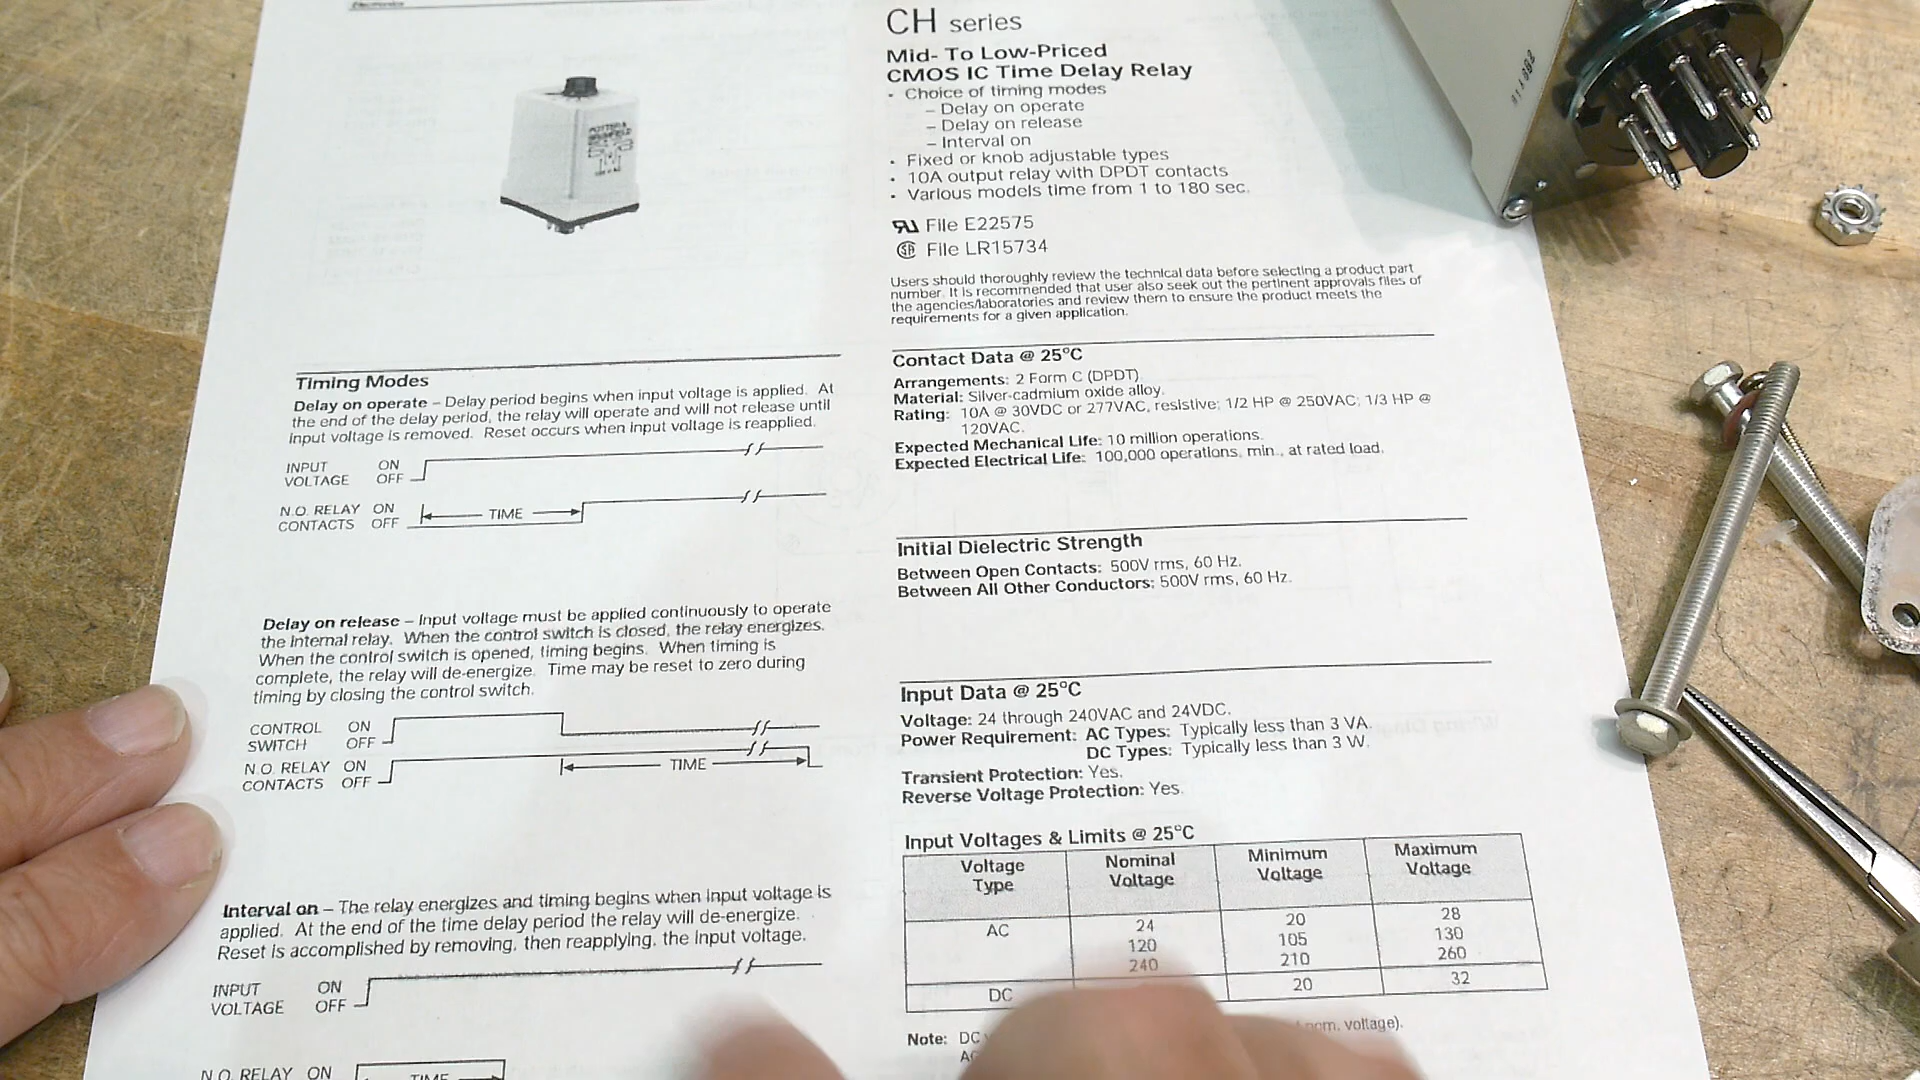 Electronics
CH series
Mid- To Low-Priced
CMOS IC Time Delay Relay
• Choice of timing modes
– Delay on operate
– Delay on release
– Interval on
• Fixed or knob adjustable types
• 10A output relay with DPDT contacts
• Various models time from 1 to 180 sec.
File E22575
File LR15734
Users should thoroughly review the technical data before selecting a product part
number. It is recommended that user also seek out the pertinent approvals files of
the agencies/laboratories and review them to ensure the product meets the
requirements for a given application.
Timing Modes
Delay on operate – Delay period begins when input voltage is applied. At
the end of the delay period, the relay will operate and will not release until
input voltage is removed. Reset occurs when input voltage is reapplied.
INPUT ON
VOLTAGE OFF
N.O. RELAY ON
CONTACTS OFF
TIME
Delay on release – Input voltage must be applied continuously to operate
the internal relay. When the control switch is closed, the relay energizes.
When the control switch is opened, timing begins. When timing is
complete, the relay will de-energize. Time may be reset to zero during
timing by closing the control switch.
CONTROL ON
SWITCH OFF
N.O. RELAY ON
CONTACTS OFF
TIME
Interval on – The relay energizes and timing begins when input voltage is
applied. At the end of the time delay period the relay will de-energize.
Reset is accomplished by removing, then reapplying, the input voltage.
INPUT ON
VOLTAGE OFF
N.O. RELAY ON
TIME
Contact Data @ 25°C
Arrangements: 2 Form C (DPDT)
Material: Silver-cadmium oxide alloy.
Rating: 10A @ 30VDC or 277VAC, resistive; 1/2 HP @ 250VAC; 1/3 HP @
120VAC.
Expected Mechanical Life: 10 million operations.
Expected Electrical Life: 100,000 operations, min., at rated load.
Initial Dielectric Strength
Between Open Contacts: 500V rms, 60 Hz.
Between All Other Conductors: 500V rms, 60 Hz.
Input Data @ 25°C
Voltage: 24 through 240VAC and 24VDC.
Power Requirement: AC Types: Typically less than 3 VA.
DC Types: Typically less than 3 W.
Transient Protection: Yes.
Reverse Voltage Protection: Yes.
Input Voltages & Limits @ 25°C
Voltage Type Nominal Voltage Minimum Voltage Maximum Voltage
AC 24 20 28
120 105 130
240 210 260
DC 20 32
Note: DC nom. voltage).